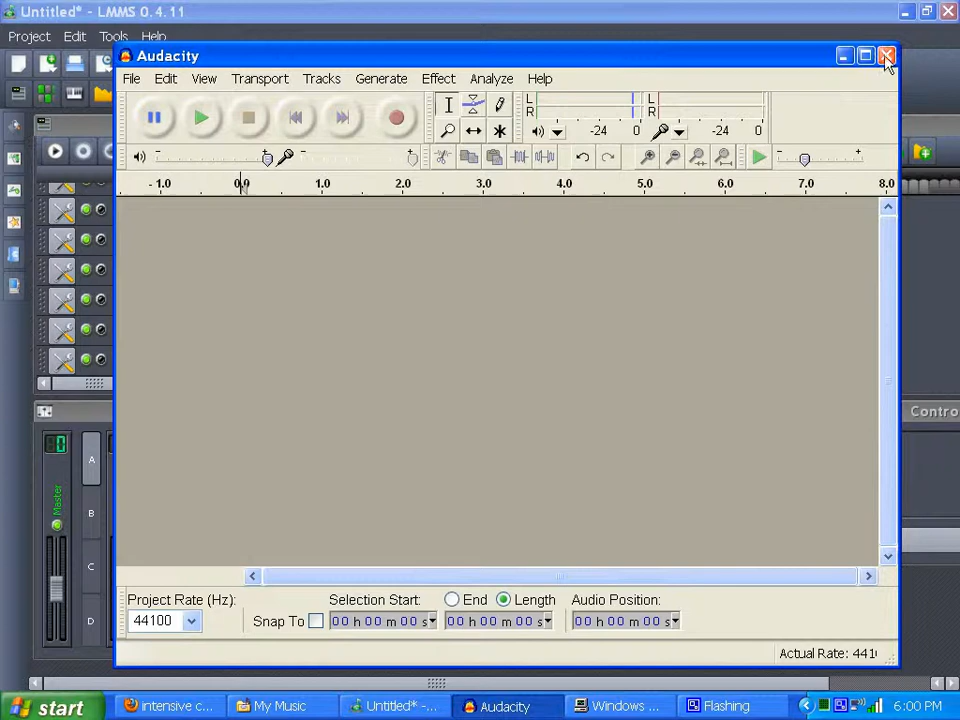 Untitled* - LMMS 0.4.11
Project Edit Tools Help
Audacity
File Edit View Transport Tracks Generate Effect Analyze Help
L
R
-24 0
L
R
-24 0
- + - + - +
- 1.0 0.0 1.0 2.0 3.0 4.0 5.0 6.0 7.0 8.0
Contro
0
A
B
C
D
Master
Project Rate (Hz): Selection Start: End Length Audio Position:
44100 Snap To 00 h 00 m 00 s 00 h 00 m 00 s 00 h 00 m 00 s
Actual Rate: 441
start intensive c... My Music Untitled* -... Audacity Windows ... Flashing 6:00 PM